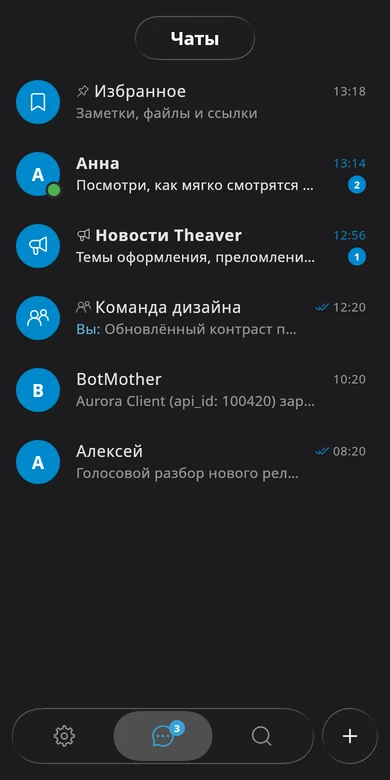 Чаты
Избранное 13:18
Заметки, файлы и ссылки
А Анна 13:14
Посмотри, как мягко смотрятся ... 2
Новости Theaver 12:56
Темы оформления, преломлени... 1
Команда дизайна 12:20
Вы: Обновлённый контраст п...
B BotMother 10:20
Aurora Client (api_id: 100420) зар...
А Алексей 08:20
Голосовой разбор нового рел...
3